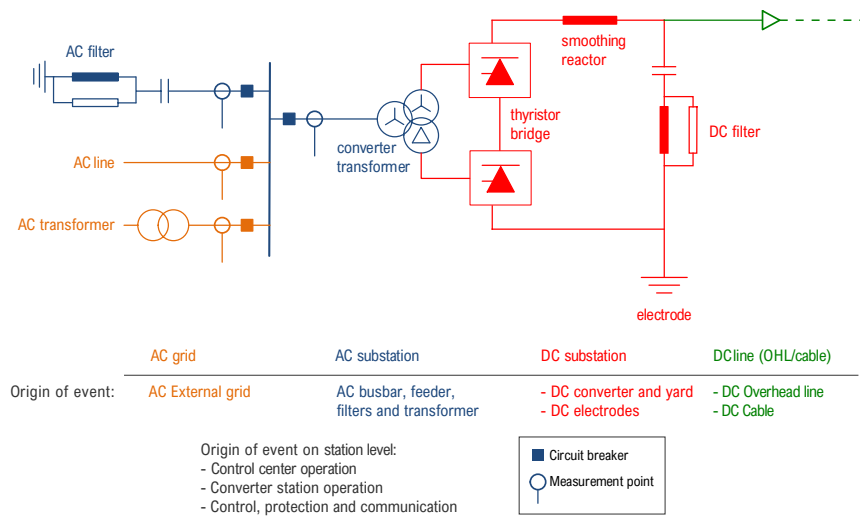 AC filter
smoothing
reactor
thyristor
bridge
DC filter
AC line
converter
transformer
AC transformer
electrode
AC grid
AC substation
DC substation
DC line (OHL/cable)
Origin of event:
AC External grid
AC busbar, feeder,
filters and transformer
- DC converter and yard
- DC electrodes
- DC Overhead line
- DC Cable
Origin of event on station level:
- Control center operation
- Converter station operation
- Control, protection and communication
Circuit breaker
Measurement point